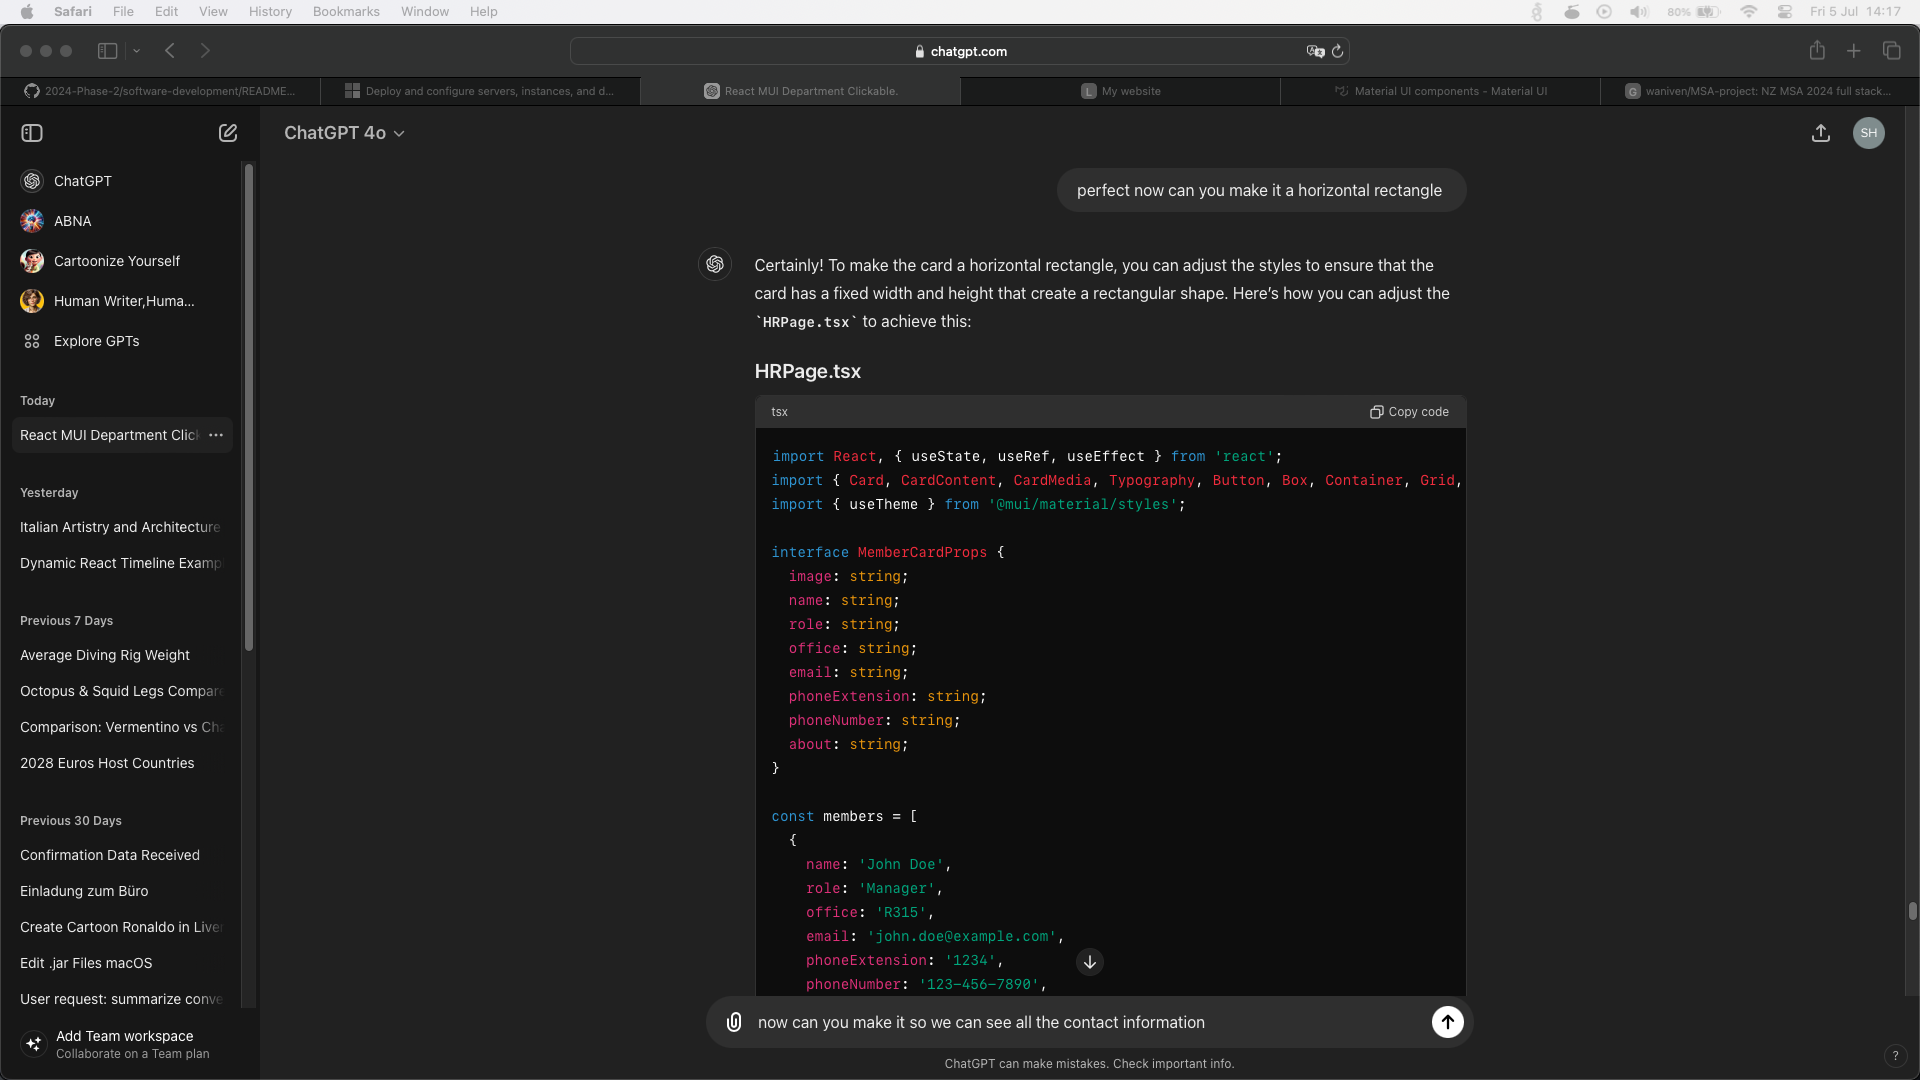 Safari File Edit View History Bookmarks Window Help 80% Fri 5 Jul 14:17
chatgpt.com
2024-Phase-2/software-development/README... Deploy and configure servers, instances, and d... React MUI Department Clickable. L My website Material UI components - Material UI G waniven/MSA-project: NZ MSA 2024 full stack...
ChatGPT 4o SH
ChatGPT
ABNA
Cartoonize Yourself
Human Writer,Huma...
Explore GPTs
Today
React MUI Department Click
Yesterday
Italian Artistry and Architecture
Dynamic React Timeline Examp
Previous 7 Days
Average Diving Rig Weight
Octopus & Squid Legs Compare
Comparison: Vermentino vs Cha
2028 Euros Host Countries
Previous 30 Days
Confirmation Data Received
Einladung zum Büro
Create Cartoon Ronaldo in Liver
Edit .jar Files macOS
User request: summarize conve
Add Team workspace
Collaborate on a Team plan
perfect now can you make it a horizontal rectangle
Certainly! To make the card a horizontal rectangle, you can adjust the styles to ensure that the
card has a fixed width and height that create a rectangular shape. Here's how you can adjust the
`HRPage.tsx` to achieve this:
HRPage.tsx
tsx Copy code
import React, { useState, useRef, useEffect } from 'react';
import { Card, CardContent, CardMedia, Typography, Button, Box, Container, Grid,
import { useTheme } from '@mui/material/styles';
interface MemberCardProps {
image: string;
name: string;
role: string;
office: string;
email: string;
phoneExtension: string;
phoneNumber: string;
about: string;
}
const members = [
{
name: 'John Doe',
role: 'Manager',
office: 'R315',
email: 'john.doe@example.com',
phoneExtension: '1234',
phoneNumber: '123-456-7890',
now can you make it so we can see all the contact information
ChatGPT can make mistakes. Check important info.
?